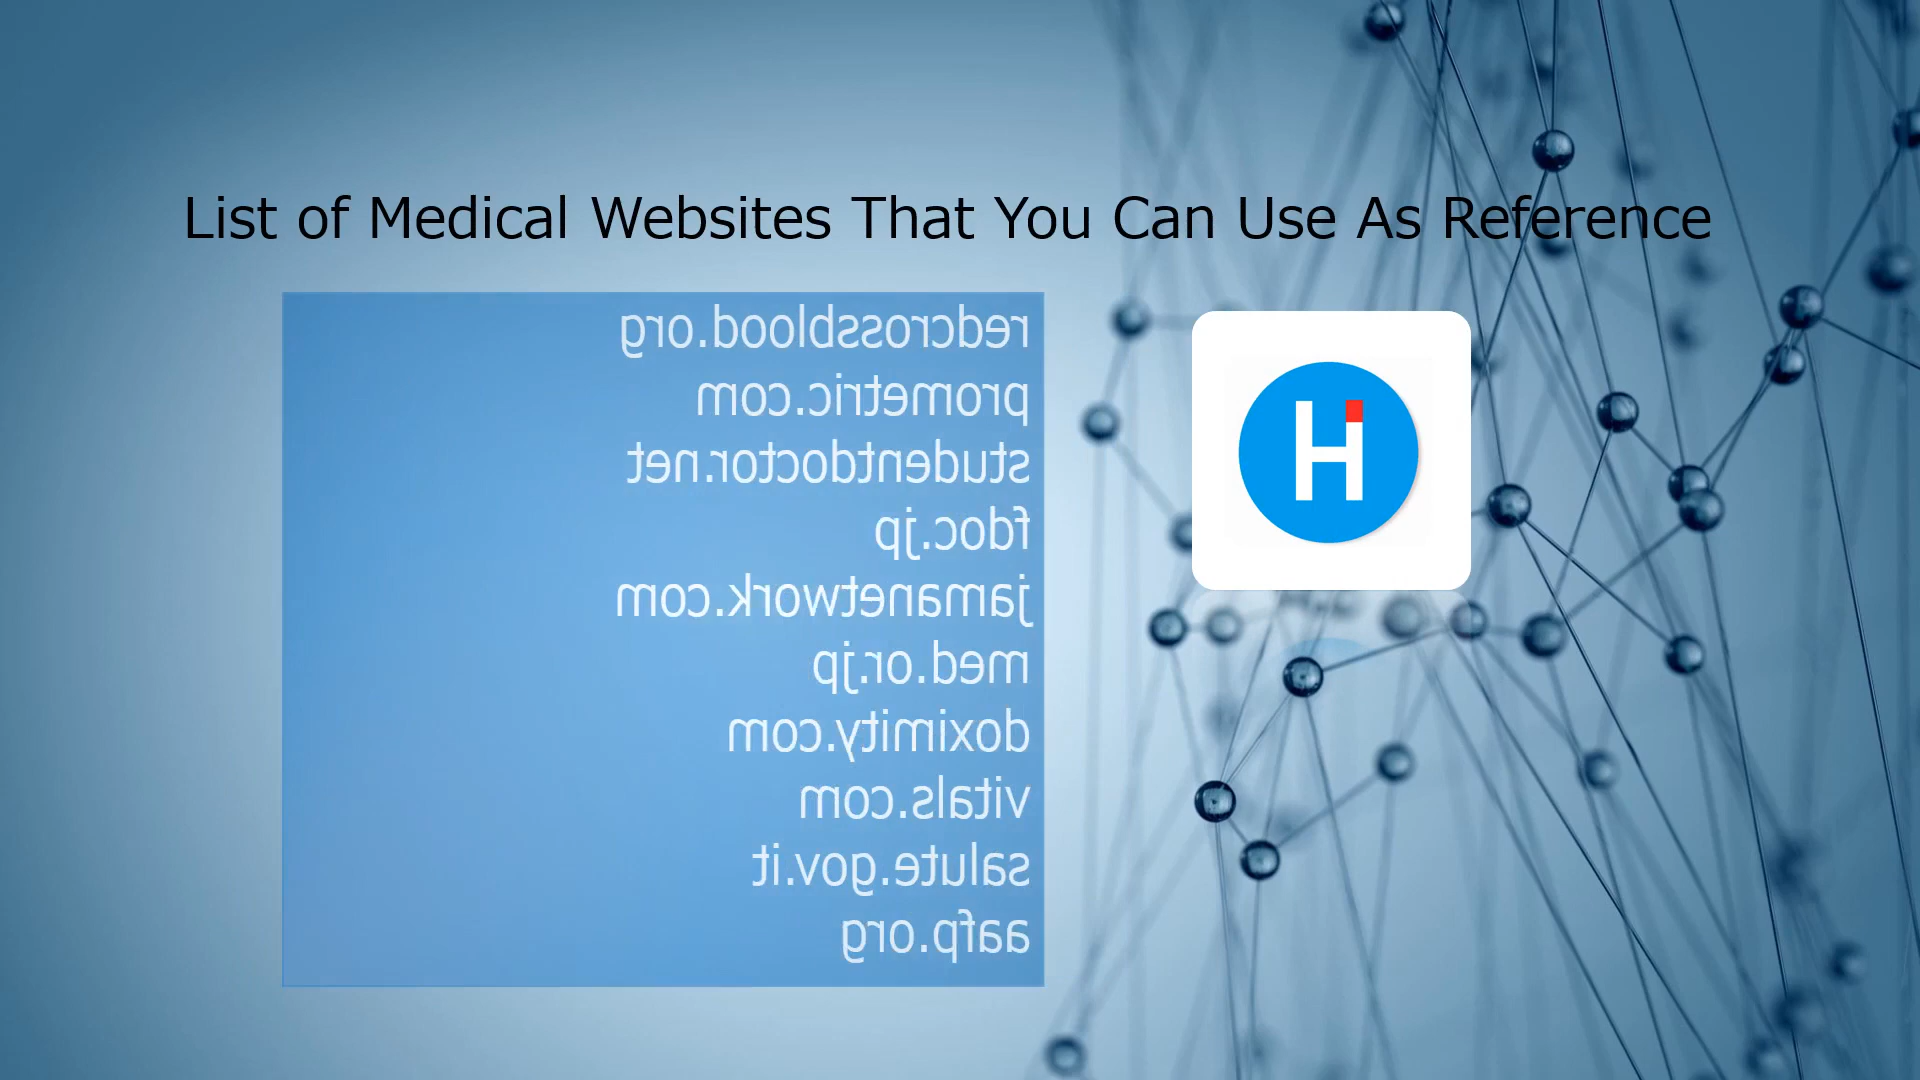 List of Medical Websites That You Can Use As Reference
redcrossblood.org
prometric.com
studentdoctor.net
fdoc.jp
jamanetwork.com
med.or.jp
doximity.com
vitals.com
salute.gov.it
aafp.org
H